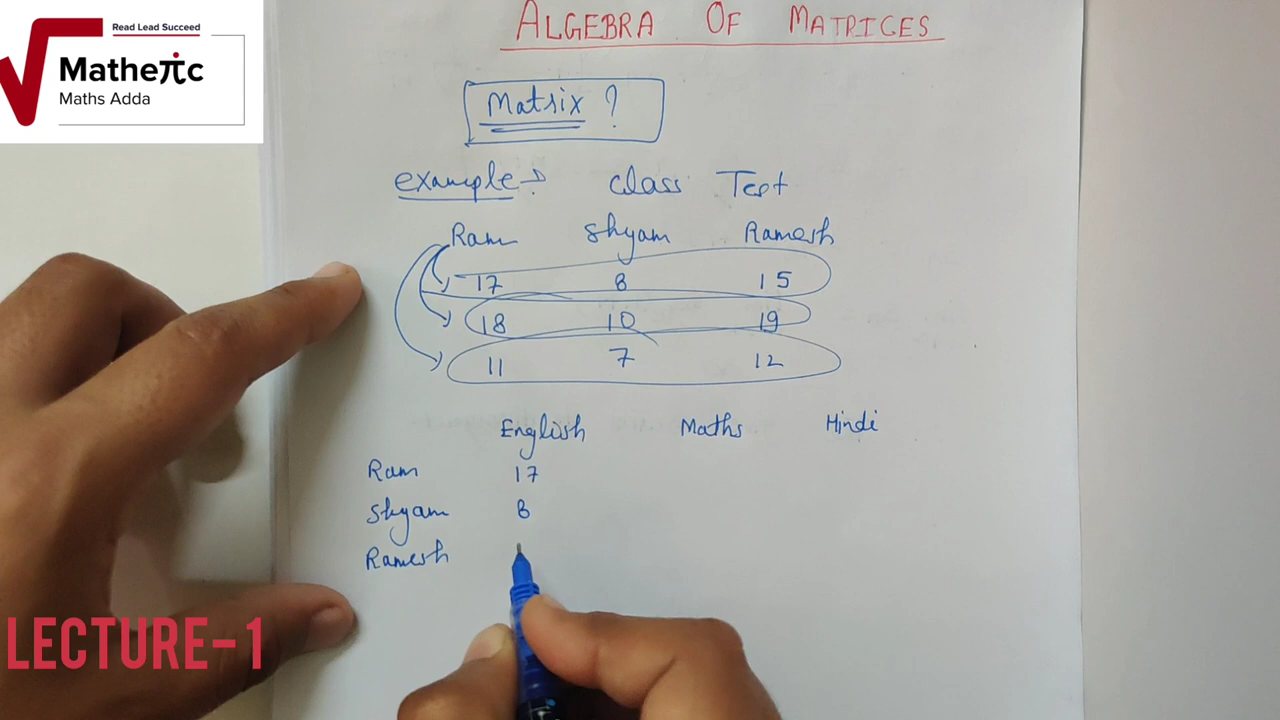 Read Lead Succeed
Matheπc
Maths Adda
ALGEBRA OF MATRICES
Matrix ?
example → class Test
Ram Shyam Ramesh
17 8 15
18 10 19
11 7 12
English Maths Hindi
Ram 17
Shyam 8
Ramesh
LECTURE-1